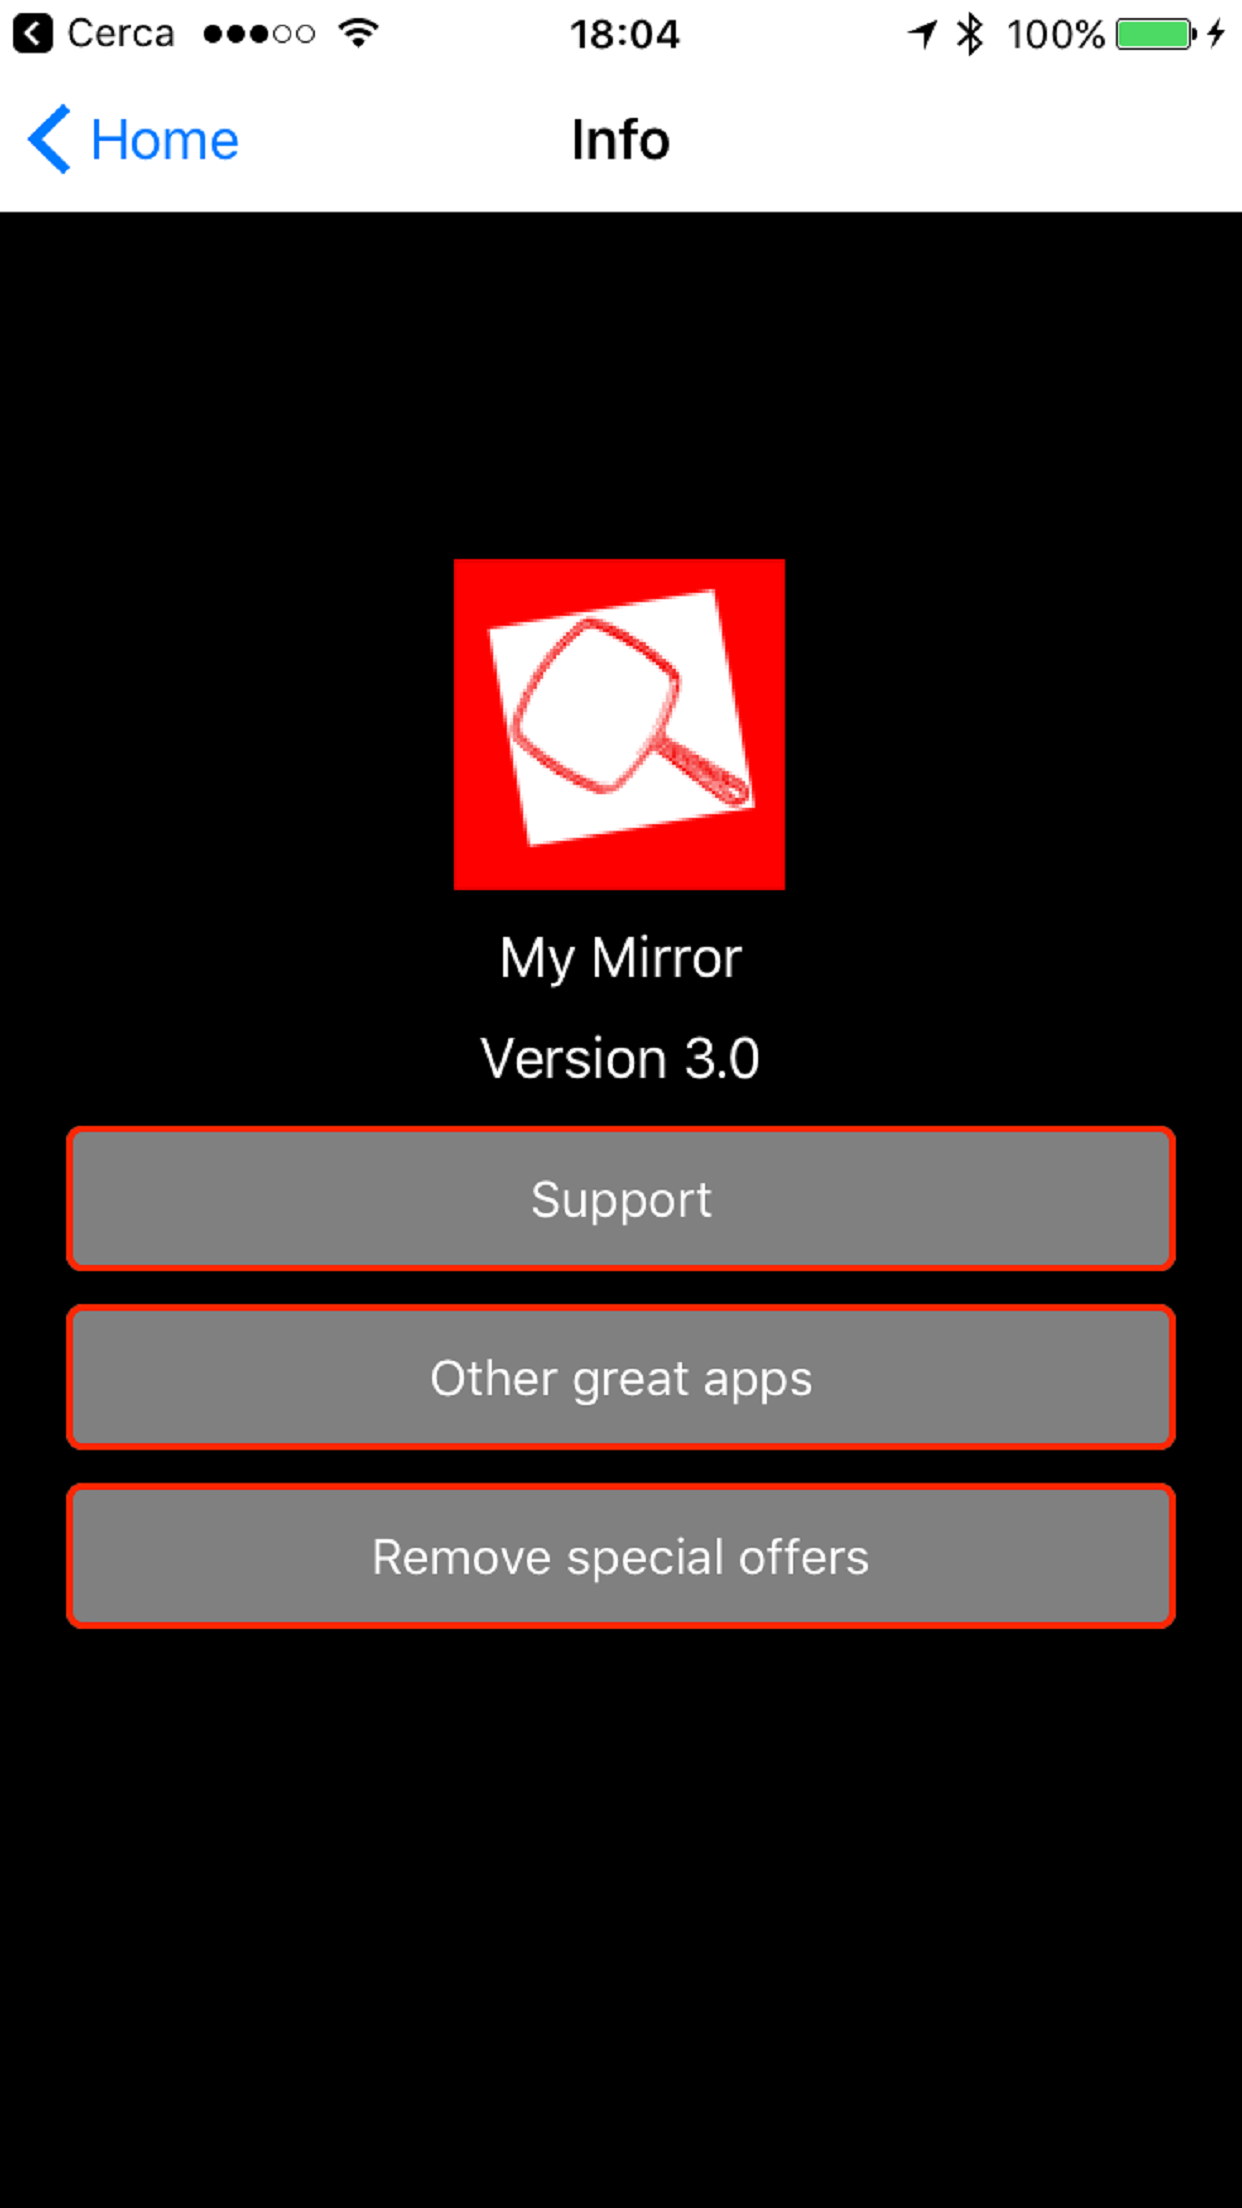 Cerca 18:04 100%
Home Info
My Mirror
Version 3.0
Support
Other great apps
Remove special offers